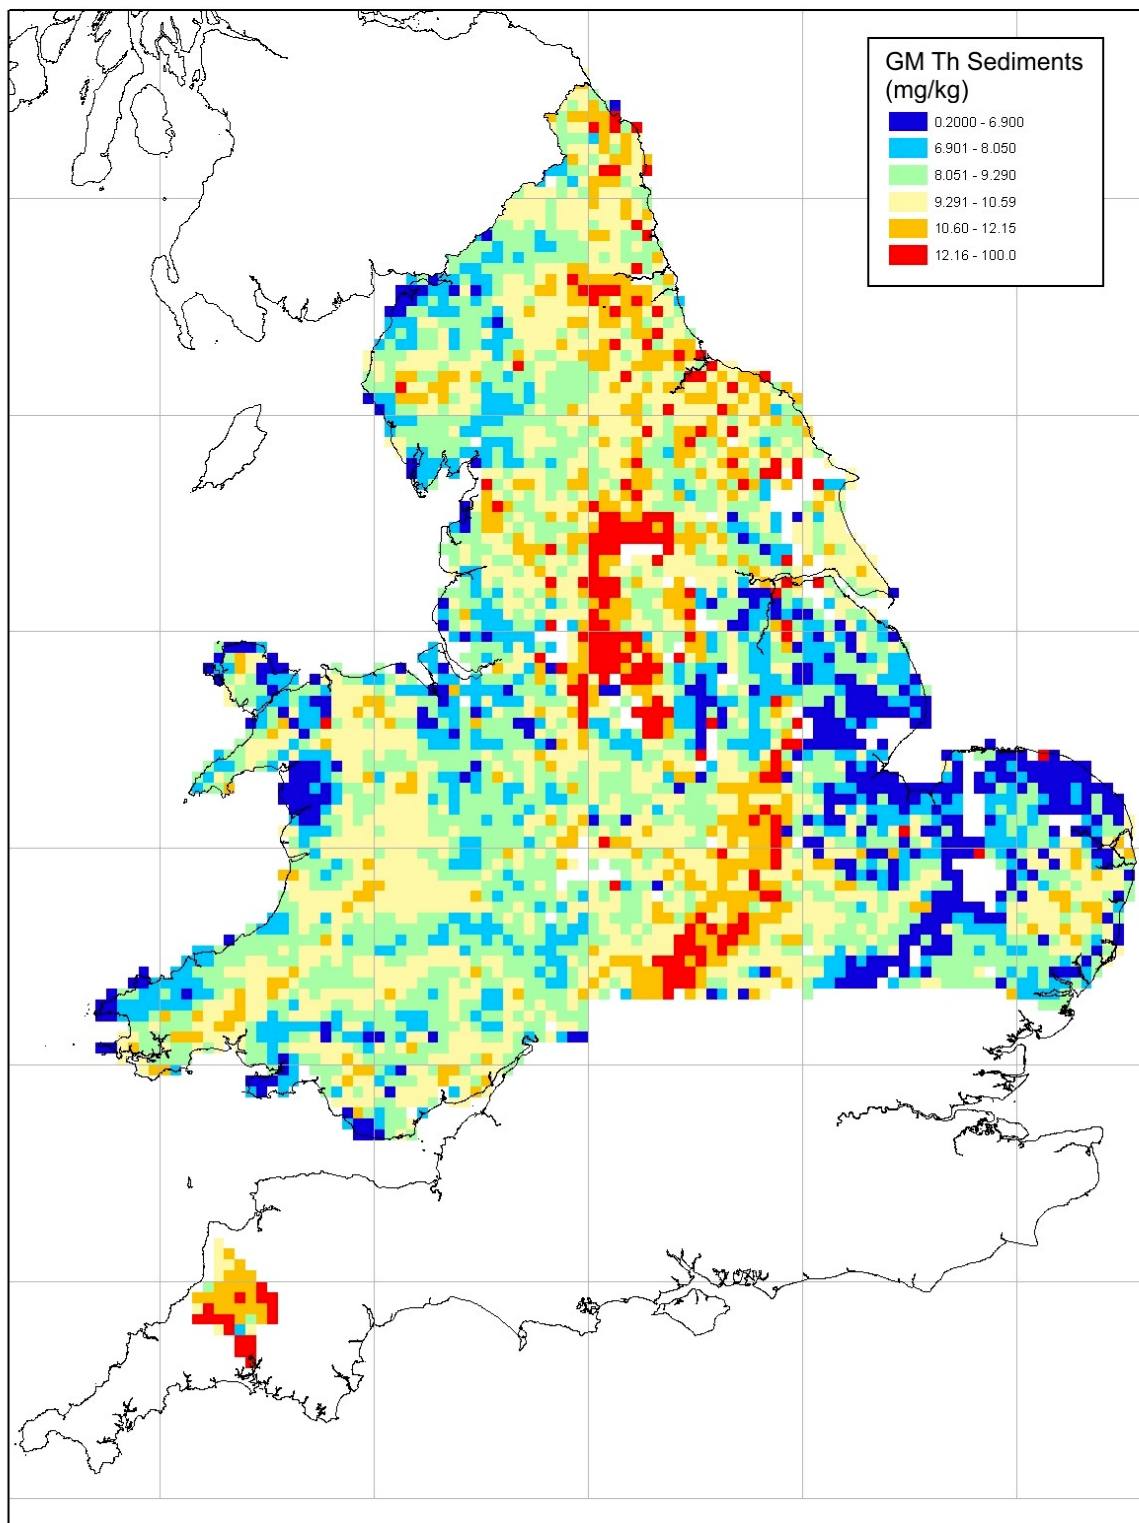 GM Th Sediments
(mg/kg)
0.2000 - 6.900
6.901 - 8.050
8.051 - 9.290
9.291 - 10.59
10.60 - 12.15
12.16 - 100.0